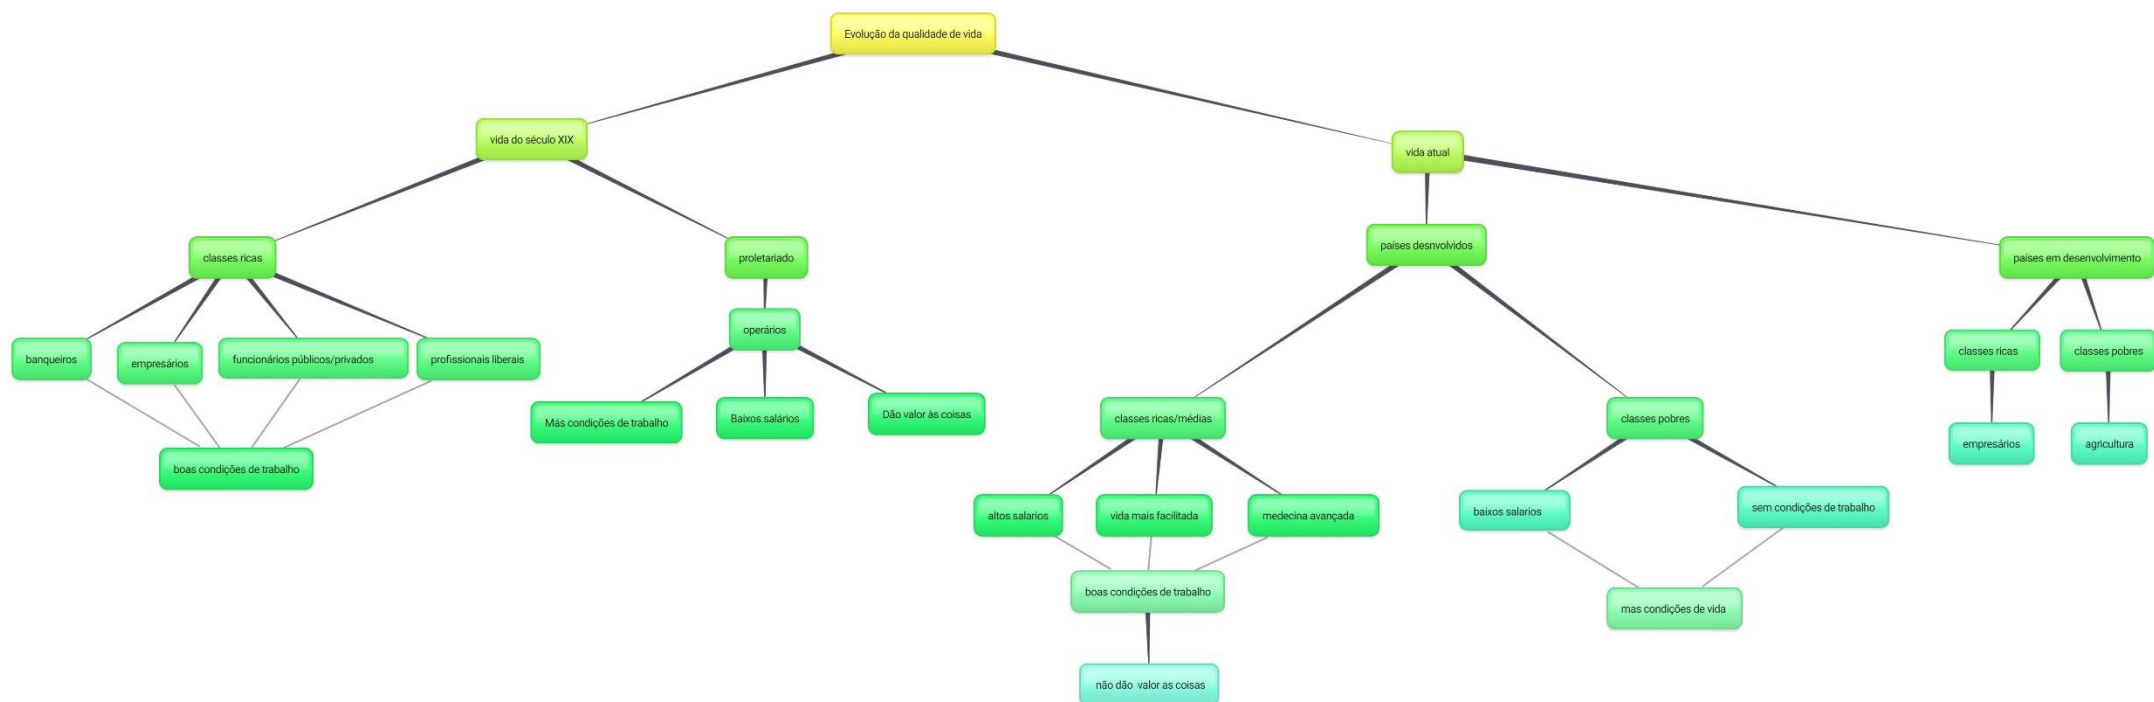 Evolução da qualidade de vida
vida do século XIX
vida atual
classes ricas
proletariado
países desnvolvidos
países em desenvolvimento
banqueiros
empresários
funcionários públicos/privados
profissionais liberais
operários
classes ricas
classes pobres
boas condições de trabalho
Más condições de trabalho
Baixos salários
Dão valor às coisas
classes ricas/médias
classes pobres
empresários
agricultura
altos salarios
vida mais facilitada
medecina avançada
baixos salarios
sem condições de trabalho
boas condições de trabalho
mas condições de vida
não dão valor as coisas